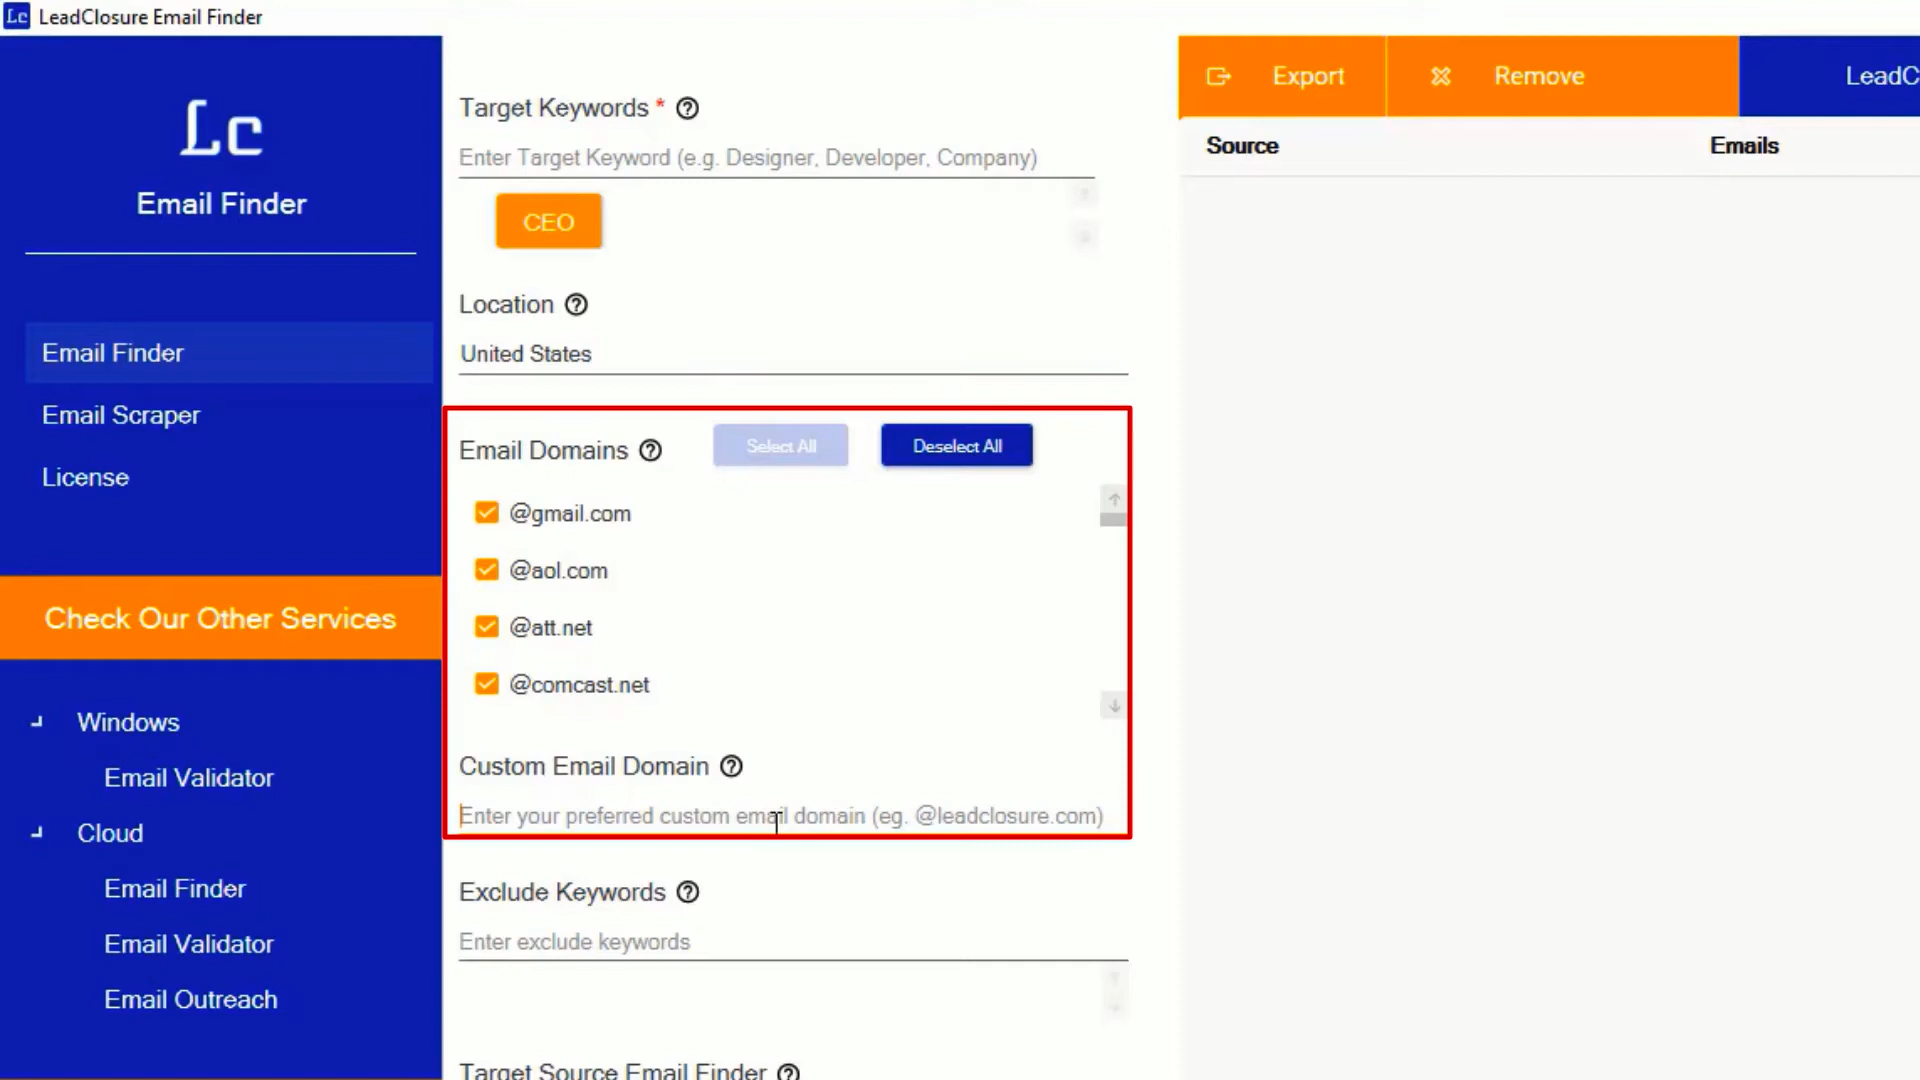 Lc LeadClosure Email Finder
Lc
Email Finder
Email Finder
Email Scraper
License
Check Our Other Services
Windows
Email Validator
Cloud
Email Finder
Email Validator
Email Outreach
Target Keywords * ?
Enter Target Keyword (e.g. Designer, Developer, Company)
CEO
Location ?
United States
Email Domains ? Select All Deselect All
@gmail.com
@aol.com
@att.net
@comcast.net
Custom Email Domain ?
Enter your preferred custom email domain (eg. @leadclosure.com)
Exclude Keywords ?
Enter exclude keywords
Target Source Email Finder ?
Export Remove LeadC
Source Emails